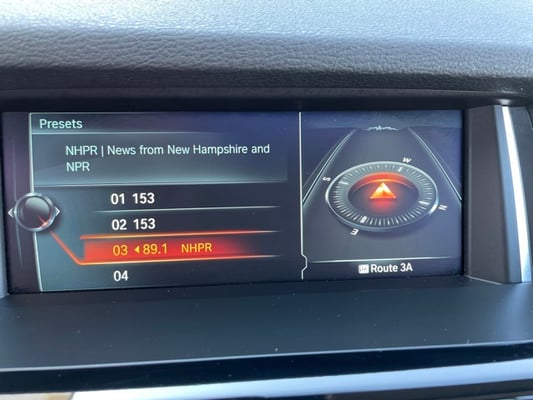 Presets
NHPR | News from New Hampshire and
NPR
01 153
02 153
03 ◂ 89.1 NHPR
04
W
S
N
E
Route 3A